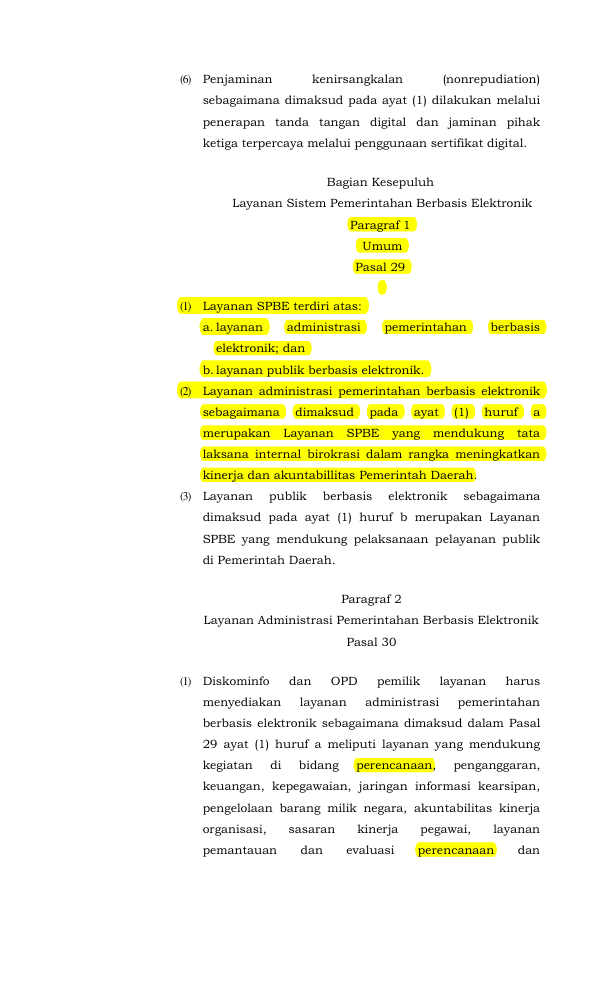 (6) Penjaminan kenirsangkalan (nonrepudiation)
sebagaimana dimaksud pada ayat (1) dilakukan melalui
penerapan tanda tangan digital dan jaminan pihak
ketiga terpercaya melalui penggunaan sertifikat digital.
Bagian Kesepuluh
Layanan Sistem Pemerintahan Berbasis Elektronik
Paragraf 1
Umum
Pasal 29
(1) Layanan SPBE terdiri atas:
a. layanan administrasi pemerintahan berbasis
elektronik; dan
b. layanan publik berbasis elektronik.
(2) Layanan administrasi pemerintahan berbasis elektronik
sebagaimana dimaksud pada ayat (1) huruf a
merupakan Layanan SPBE yang mendukung tata
laksana internal birokrasi dalam rangka meningkatkan
kinerja dan akuntabillitas Pemerintah Daerah.
(3) Layanan publik berbasis elektronik sebagaimana
dimaksud pada ayat (1) huruf b merupakan Layanan
SPBE yang mendukung pelaksanaan pelayanan publik
di Pemerintah Daerah.
Paragraf 2
Layanan Administrasi Pemerintahan Berbasis Elektronik
Pasal 30
(1) Diskominfo dan OPD pemilik layanan harus
menyediakan layanan administrasi pemerintahan
berbasis elektronik sebagaimana dimaksud dalam Pasal
29 ayat (1) huruf a meliputi layanan yang mendukung
kegiatan di bidang perencanaan, penganggaran,
keuangan, kepegawaian, jaringan informasi kearsipan,
pengelolaan barang milik negara, akuntabilitas kinerja
organisasi, sasaran kinerja pegawai, layanan
pemantauan dan evaluasi perencanaan dan